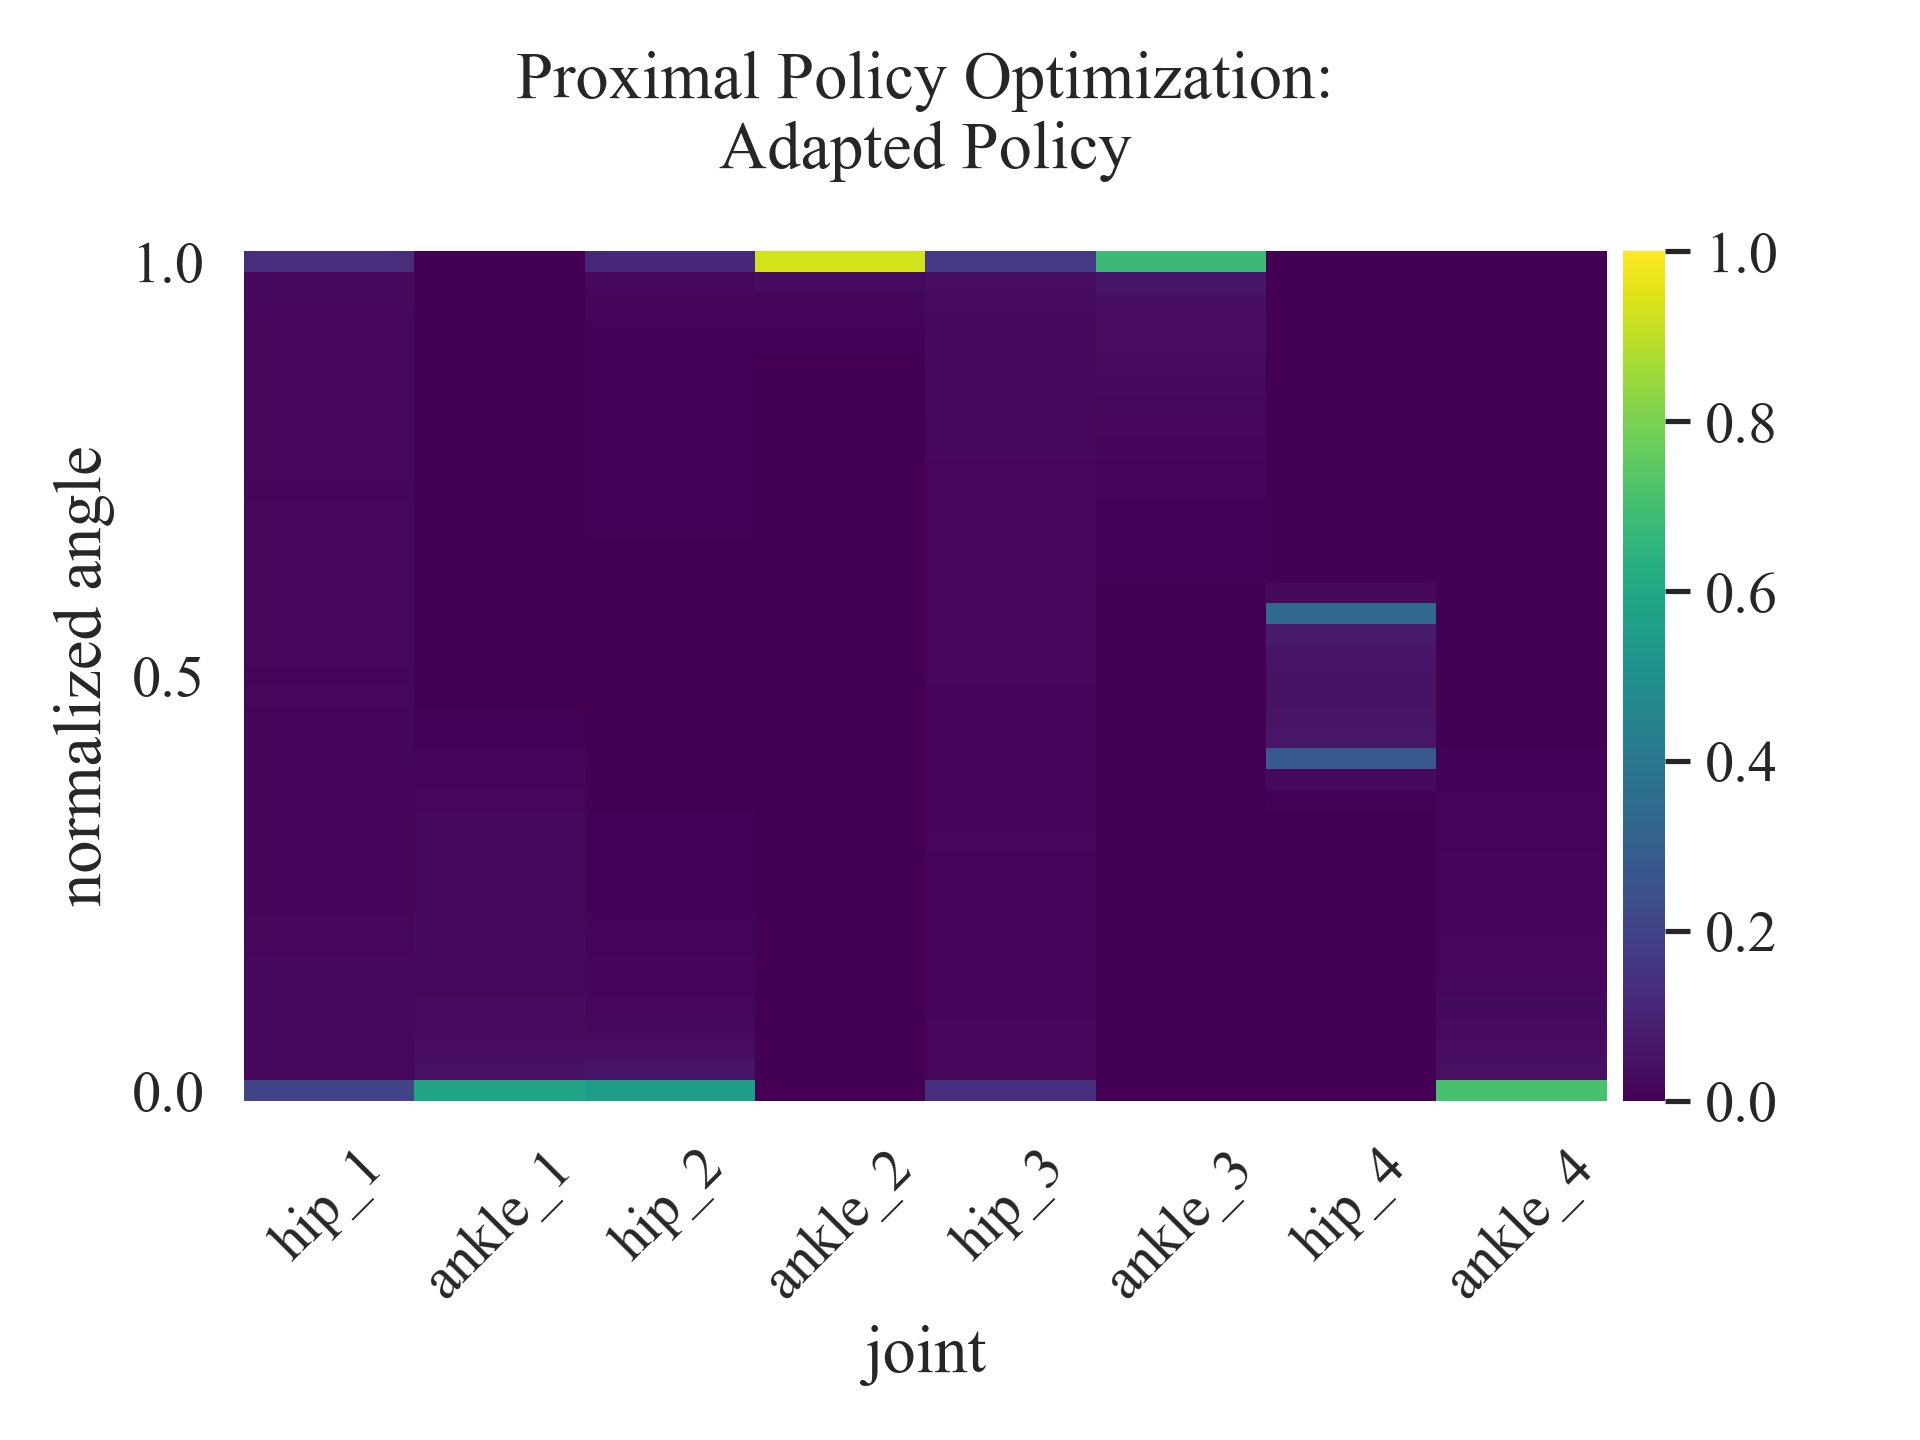 Proximal Policy Optimization:
Adapted Policy
normalized angle
1.0
0.5
0.0
1.0
0.8
0.6
0.4
0.2
0.0
hip_1
ankle_1
hip_2
ankle_2
hip_3
ankle_3
hip_4
ankle_4
joint